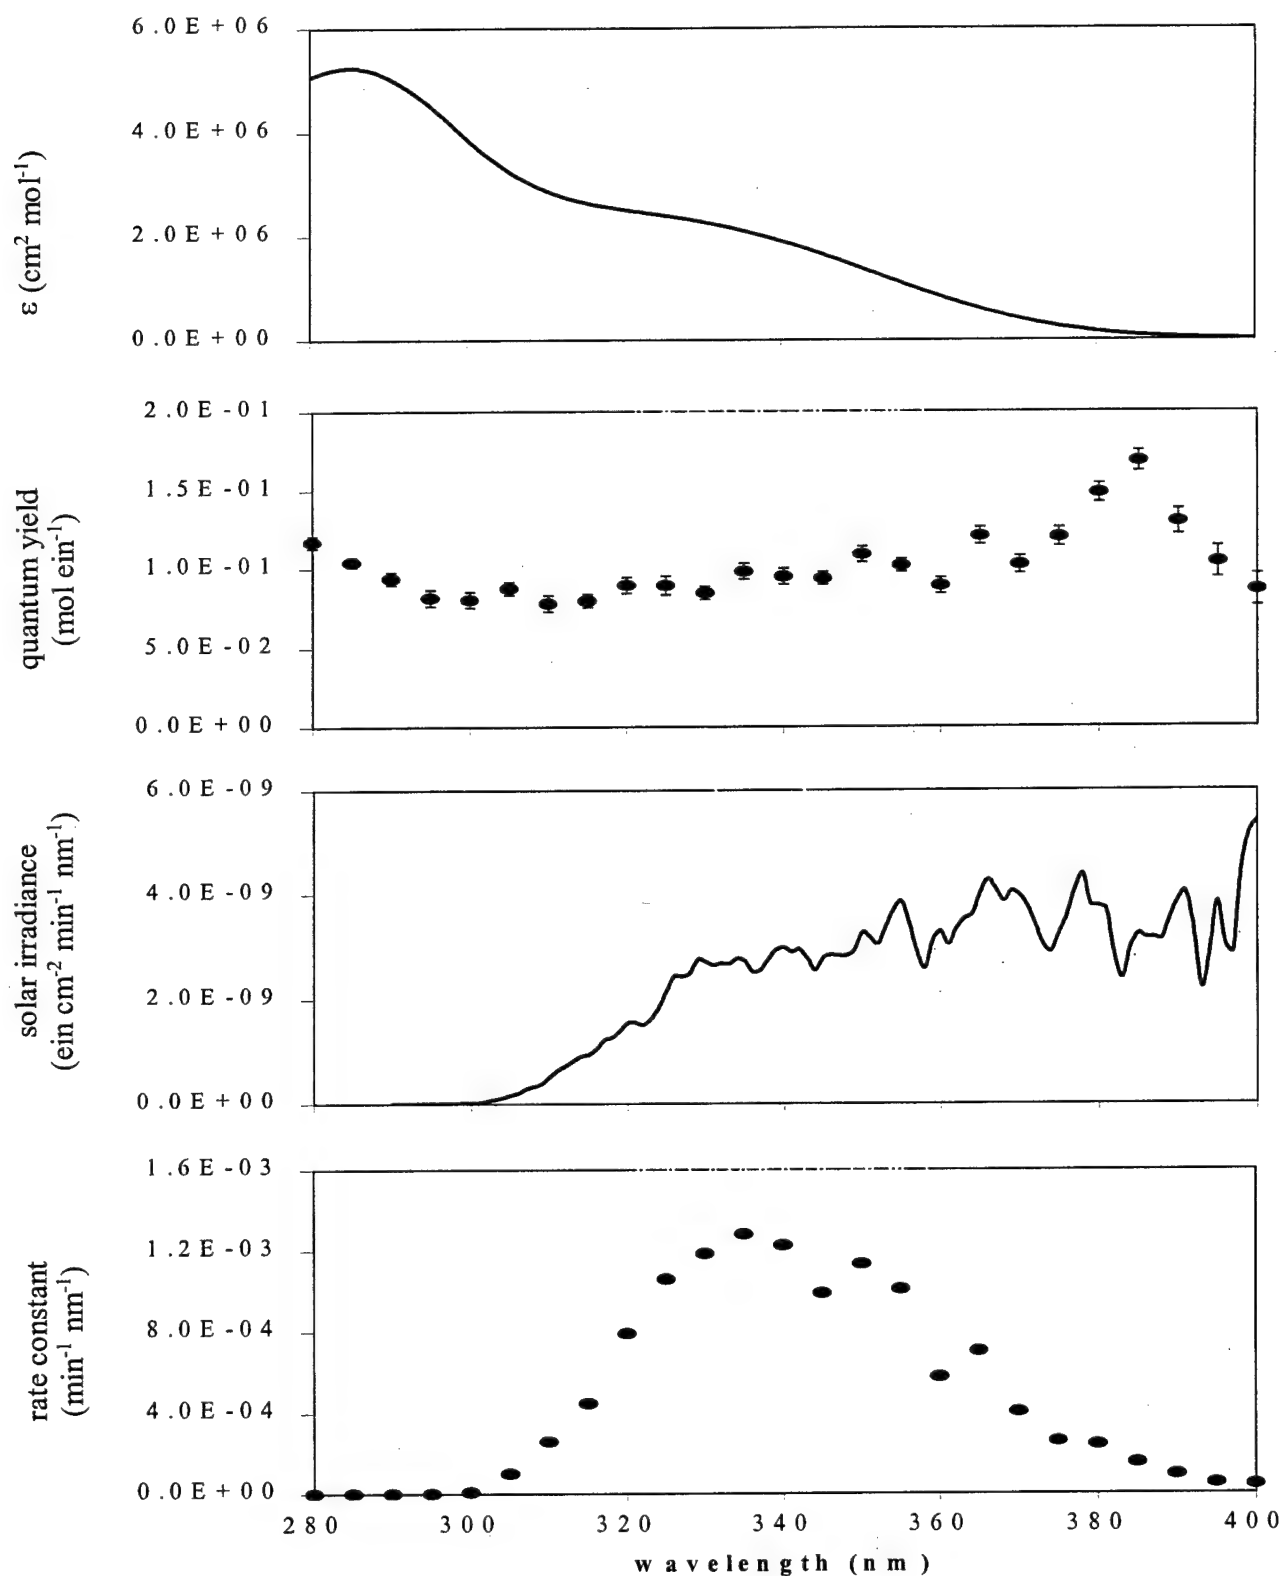 6.0E+06
4.0E+06
2.0E+06
0.0E+00
ε (cm² mol⁻¹)
2.0E-01
1.5E-01
1.0E-01
5.0E-02
0.0E+00
quantum yield
(mol ein⁻¹)
6.0E-09
4.0E-09
2.0E-09
0.0E+00
solar irradiance
(ein cm⁻² min⁻¹ nm⁻¹)
1.6E-03
1.2E-03
8.0E-04
4.0E-04
0.0E+00
rate constant
(min⁻¹ nm⁻¹)
280 300 320 340 360 380 400
wavelength (nm)